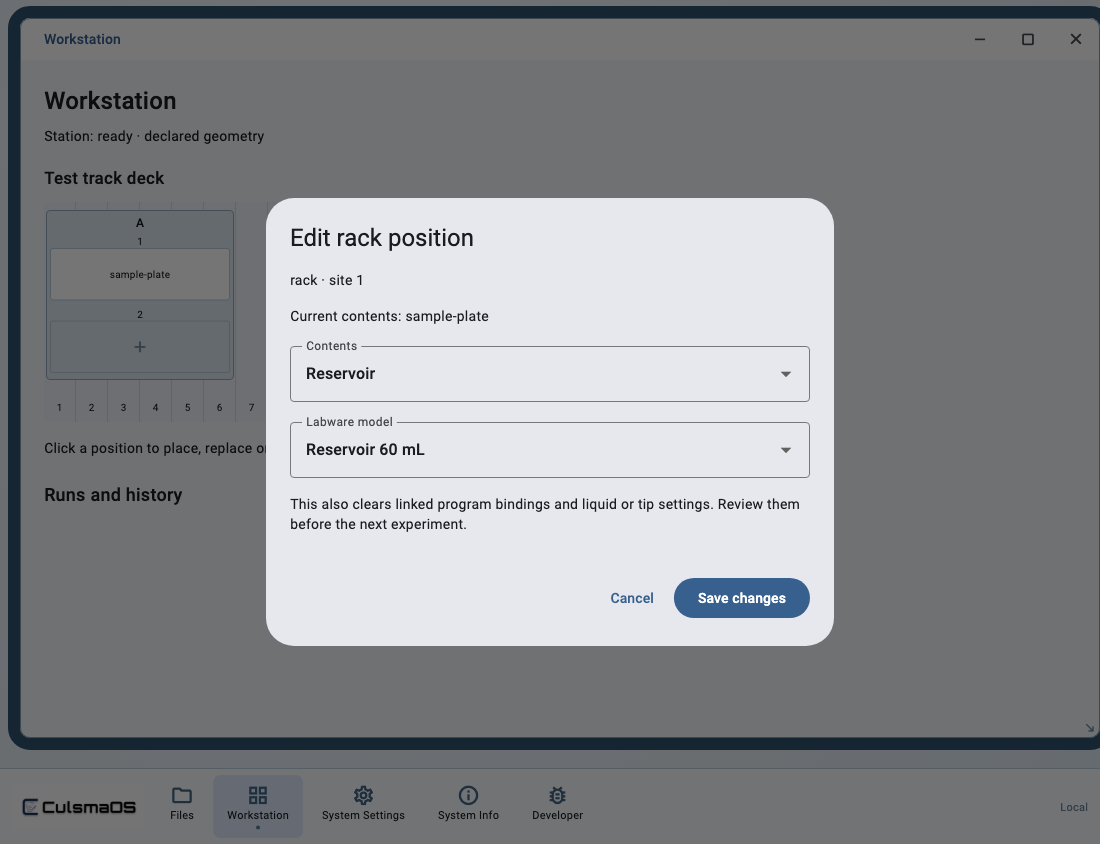 Workstation
Workstation
Station: ready · declared geometry
Test track deck
A
1
sample-plate
2
1 2 3 4 5 6 7
Click a position to place, replace o
Runs and history
Edit rack position
rack · site 1
Current contents: sample-plate
Contents
Reservoir
Labware model
Reservoir 60 mL
This also clears linked program bindings and liquid or tip settings. Review them
before the next experiment.
Cancel
Save changes
CulsmaOS
Files
Workstation
System Settings
System Info
Developer
Local